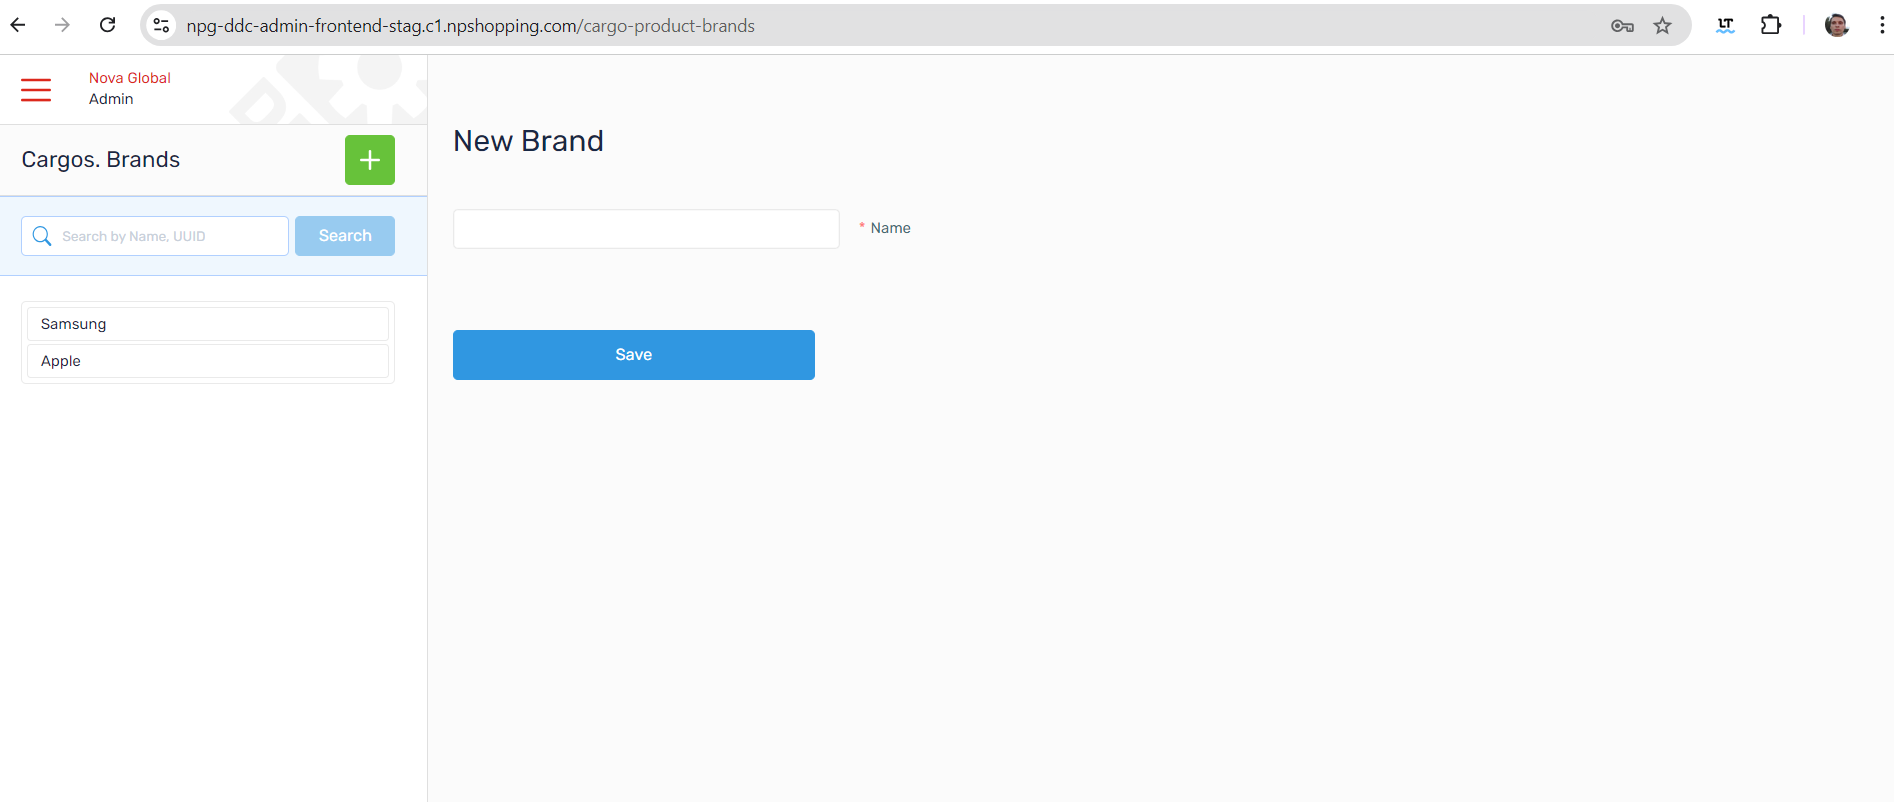 npg-ddc-admin-frontend-stag.c1.npshopping.com/cargo-product-brands
LT
Nova Global
Admin
Cargos. Brands
Search by Name, UUID
Search
Samsung
Apple
New Brand
* Name
Save